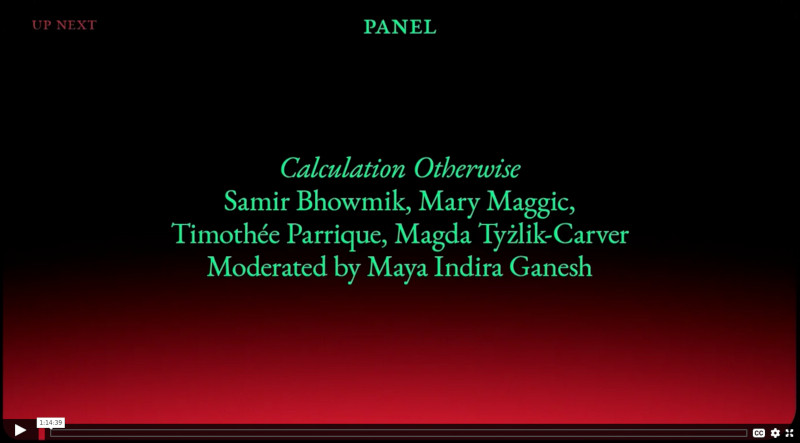 UP NEXT
PANEL
Calculation Otherwise
Samir Bhowmik, Mary Maggic,
Timothée Parrique, Magda Tyżlik-Carver
Moderated by Maya Indira Ganesh
1:14:39
CC